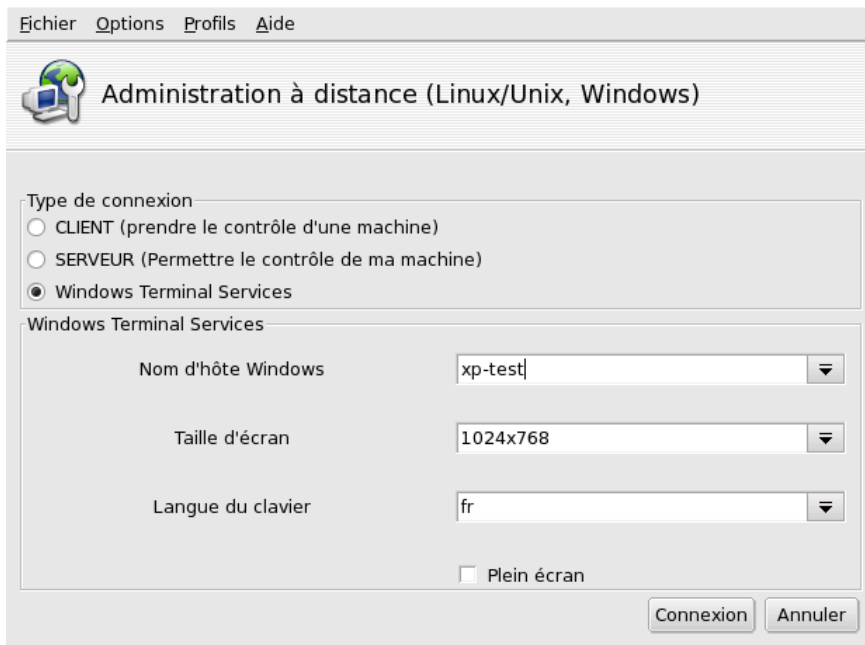 Fichier Options Profils Aide
Administration à distance (Linux/Unix, Windows)
Type de connexion
CLIENT (prendre le contrôle d'une machine)
SERVEUR (Permettre le contrôle de ma machine)
Windows Terminal Services
Windows Terminal Services
Nom d'hôte Windows xp-test
Taille d'écran 1024x768
Langue du clavier fr
Plein écran
Connexion Annuler